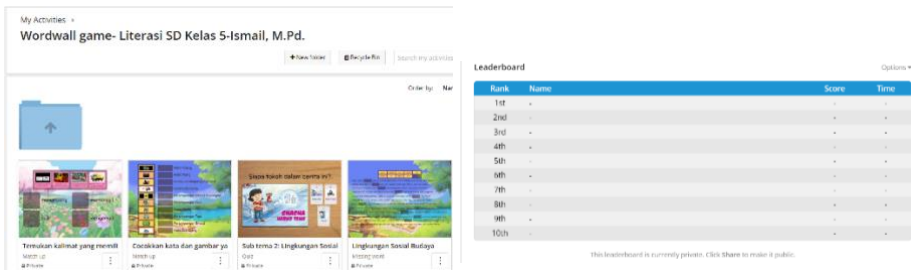 My Activities
Wordwall game- Literasi SD Kelas 5-Ismail, M.Pd.
+ New folder
Recycle Bin
Search my activities
Order by: Nar
Siapa tokoh dalam cerita ini?
Temukan kalimat yang memili
Match up
Private
Cocokkan kata dan gambar ya
Match up
Private
Sub tema 2: Lingkungan Sosial
Quiz
Private
Lingkungan Sosial Budaya
Missing word
Private
Leaderboard
Options
Rank Name Score Time
1st - - -
2nd - - -
3rd - - -
4th - - -
5th - - -
6th - - -
7th - - -
8th - - -
9th - - -
10th - - -
This leaderboard is currently private. Click Share to make it public.